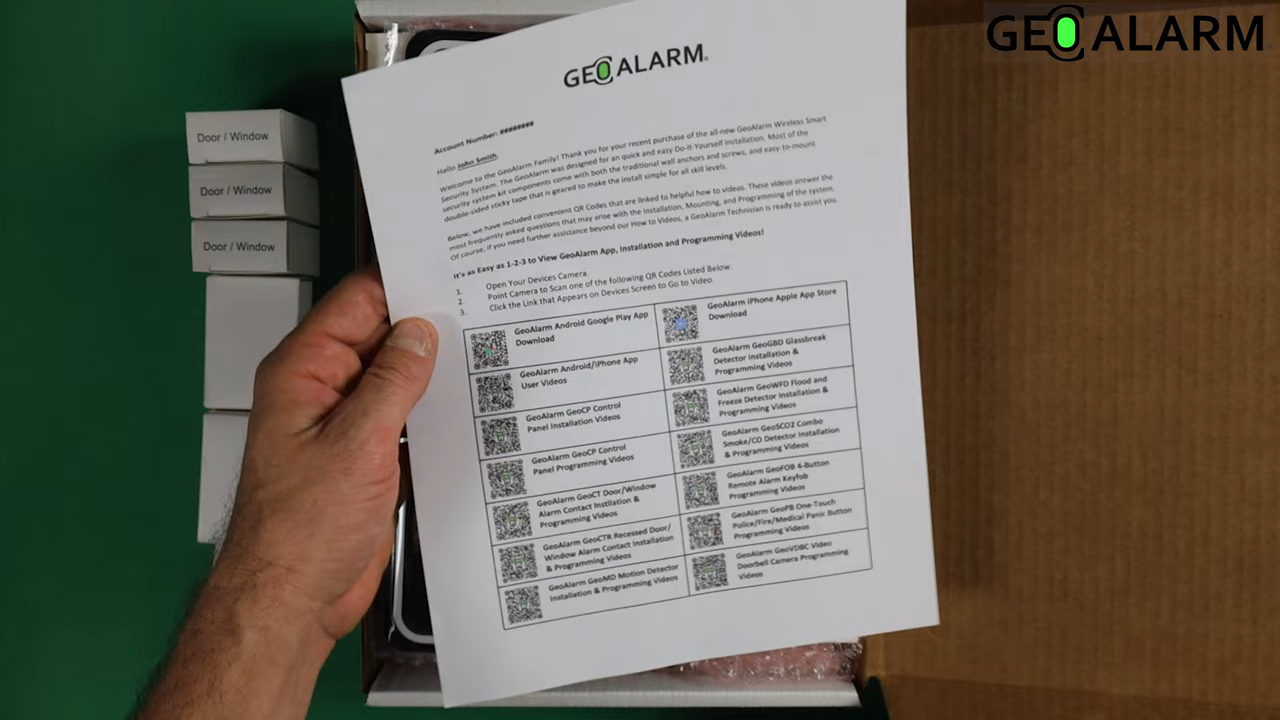 GEOALARM
GEOALARM®
Door / Window
Door / Window
Door / Window
Account Number: ########
Hello John Smith,
Welcome to the GeoAlarm Family! Thank you for your recent purchase of the all-new GeoAlarm Wireless Smart
Security System. The GeoAlarm was designed for an quick and easy Do-it-Yourself Installation. Most of the
security system kit components come with both the traditional wall anchors and screws, and easy-to-mount
double-sided sticky tape that is geared to make the install simple for all skill levels.
Below, we have included convenient QR Codes that are linked to helpful how to videos. These videos answer the
most frequently asked questions that may arise with the Installation, Mounting, and Programming of the system.
Of course, if you need further assistance beyond our How to Videos, a GeoAlarm Technician is ready to assist you
It's as Easy as 1-2-3 to View GeoAlarm App, Installation and Programming Videos!
1. Open Your Devices Camera.
2. Point Camera to Scan one of the following QR Codes Listed Below.
3. Click the Link that Appears on Devices Screen to Go to Video.
GeoAlarm Android Google Play App
Download
GeoAlarm iPhone Apple App Store
Download
GeoAlarm Android/iPhone App
User Videos
GeoAlarm GeoGBD Glassbreak
Detector Installation &
Programming Videos
GeoAlarm GeoCP Control
Panel Installation Videos
GeoAlarm GeoWFD Flood and
Freeze Detector Installation &
Programming Videos
GeoAlarm GeoCP Control
Panel Programming Videos
GeoAlarm GeoSCO2 Combo
Smoke/CO Detector Installation
& Programming Videos
GeoAlarm GeoCT Door/Window
Alarm Contact Instllation &
Programming Videos
GeoAlarm GeoFOB 4-Button
Remote Alarm Keyfob
Programming Videos
GeoAlarm GeoCTR Recessed Door/
Window Alarm Contact Installation
& Programming Videos
GeoAlarm GeoPB One-Touch
Police/Fire/Medical Panic Button
Programming Videos
GeoAlarm GeoMD Motion Detector
Installation & Programming Videos
GeoAlarm GeoVDBC Video
Doorbell Camera Programming
Videos